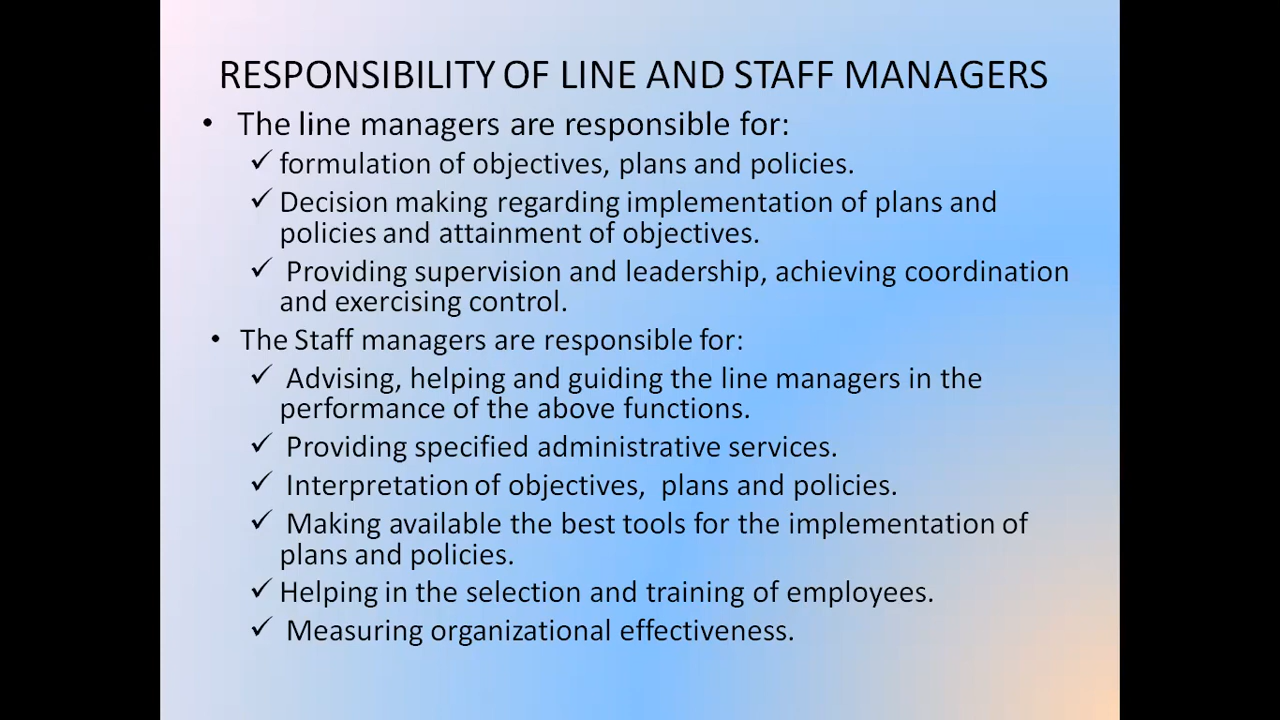 RESPONSIBILITY OF LINE AND STAFF MANAGERS
• The line managers are responsible for:
✓ formulation of objectives, plans and policies.
✓ Decision making regarding implementation of plans and
policies and attainment of objectives.
✓ Providing supervision and leadership, achieving coordination
and exercising control.
• The Staff managers are responsible for:
✓ Advising, helping and guiding the line managers in the
performance of the above functions.
✓ Providing specified administrative services.
✓ Interpretation of objectives, plans and policies.
✓ Making available the best tools for the implementation of
plans and policies.
✓ Helping in the selection and training of employees.
✓ Measuring organizational effectiveness.